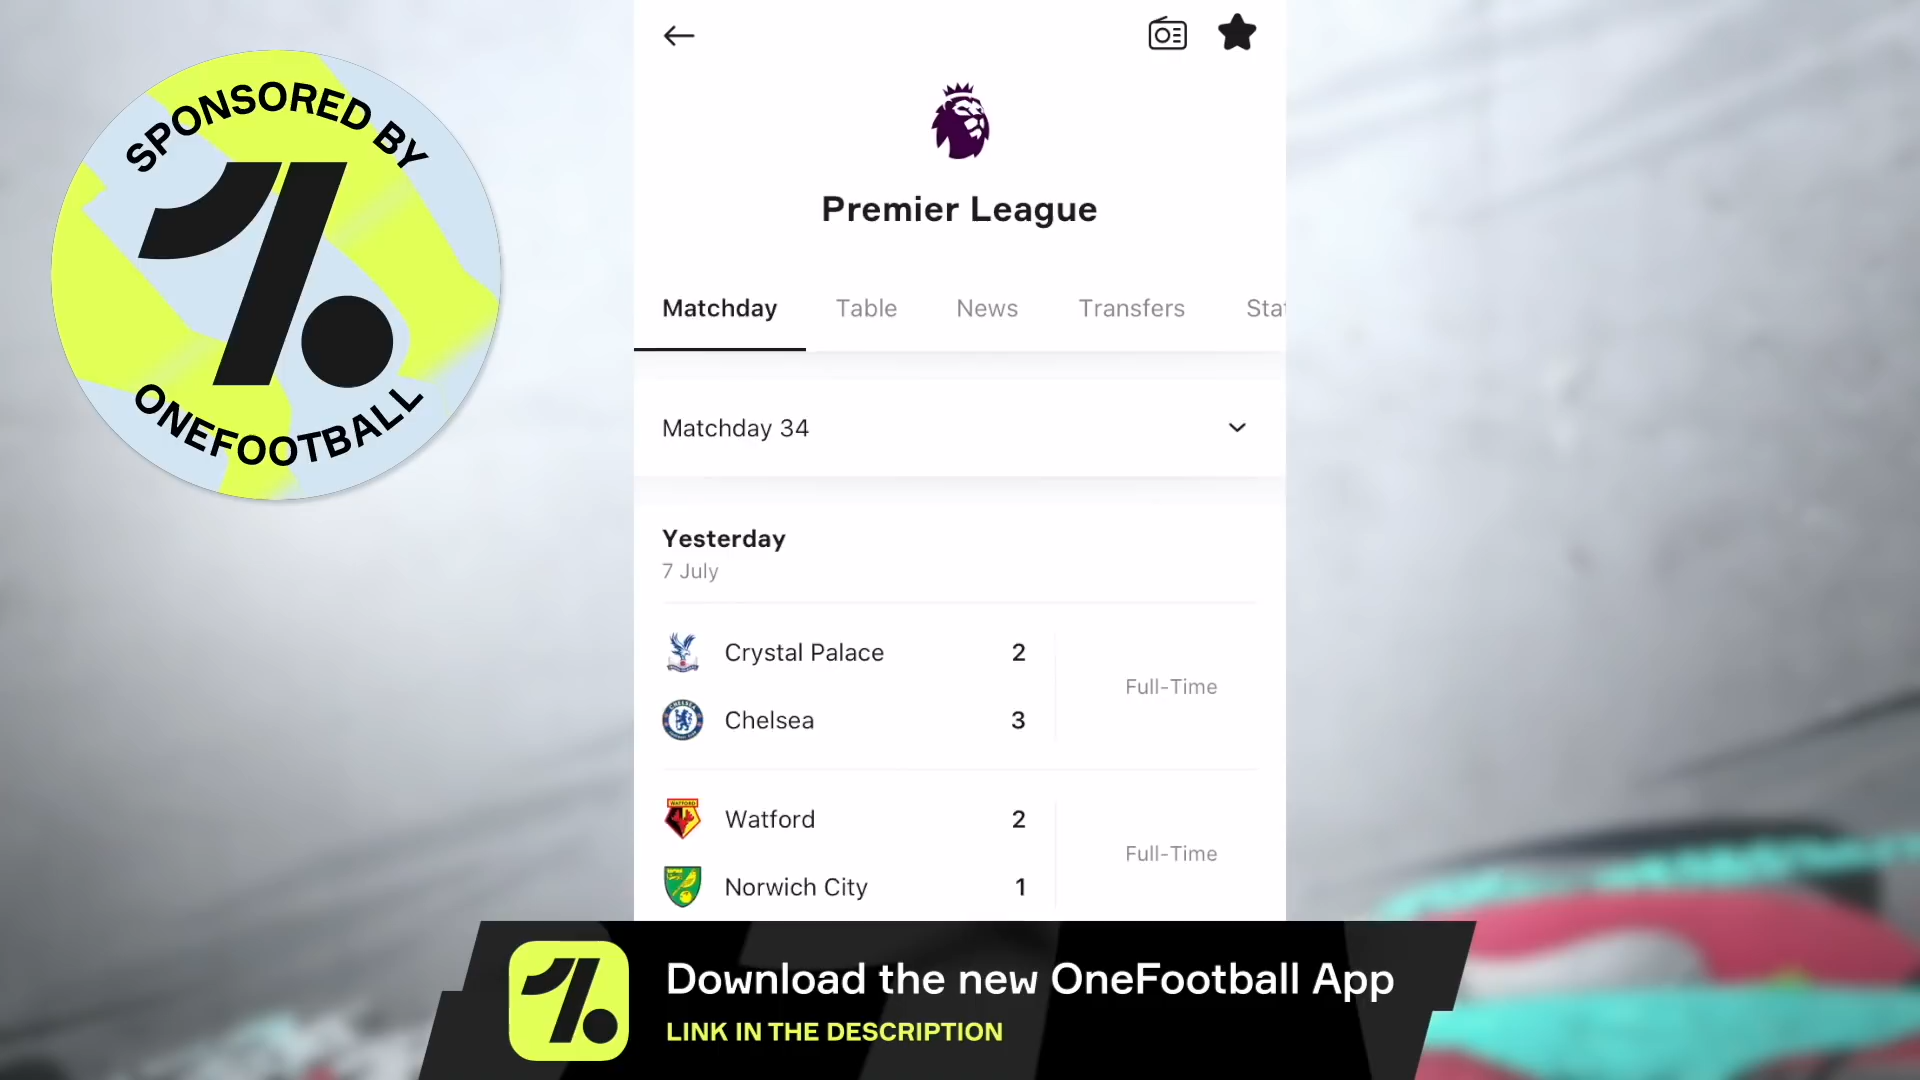 SPONSORED BY
ONEFOOTBALL
Premier League
Matchday Table News Transfers Stat
Matchday 34
Yesterday
7 July
Crystal Palace 2
Full-Time
Chelsea 3
Watford 2
Full-Time
Norwich City 1
Download the new OneFootball App
LINK IN THE DESCRIPTION